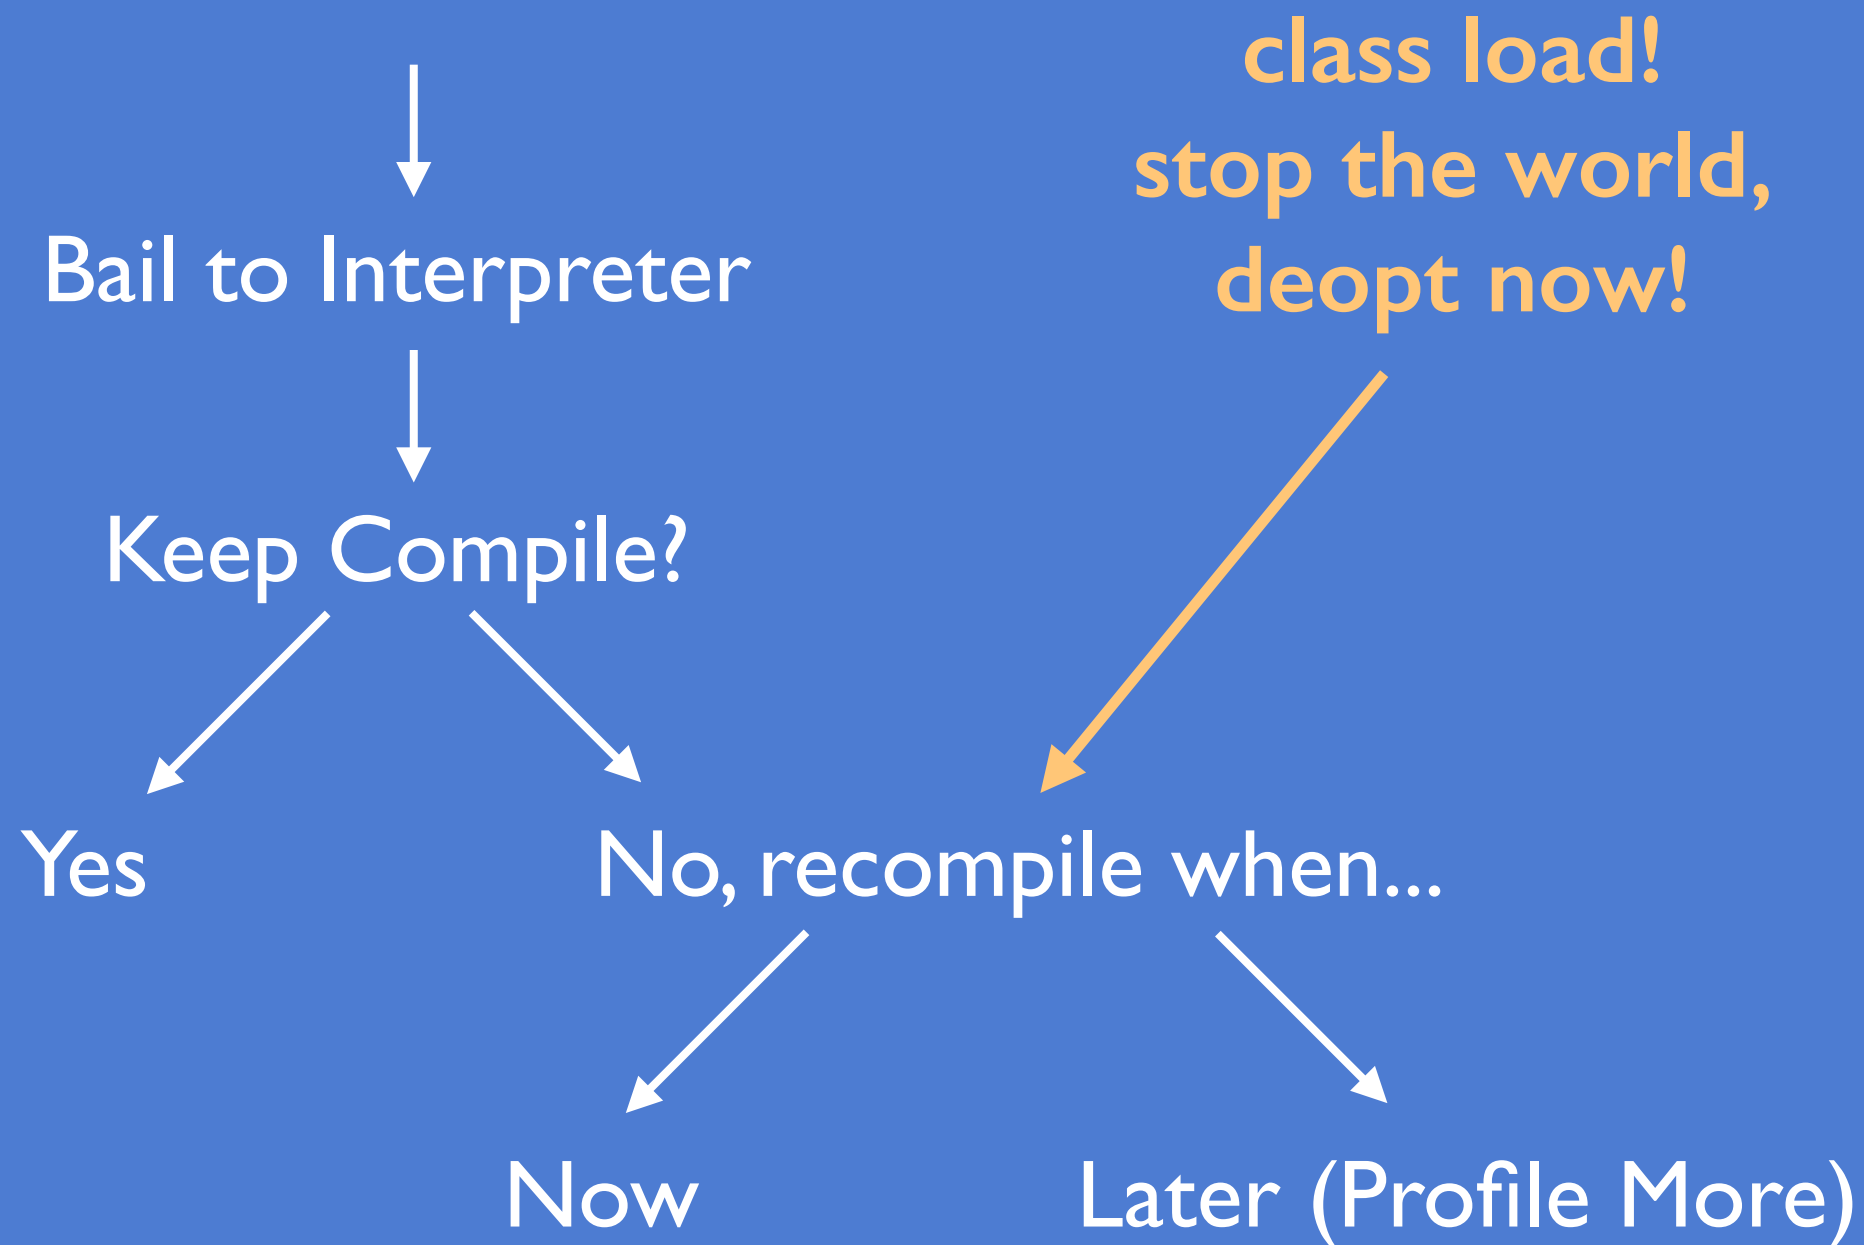 class load!
stop the world,
deopt now!
Bail to Interpreter
Keep Compile?
Yes
No, recompile when...
Now
Later (Profile More)